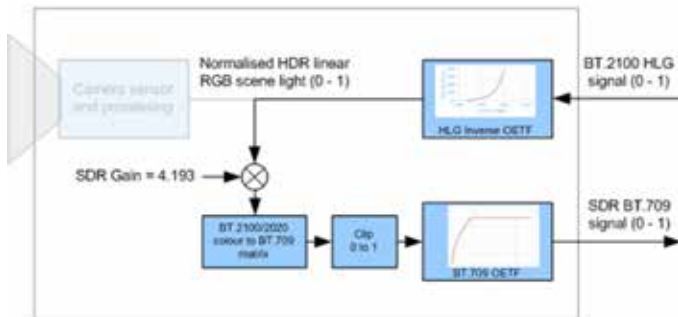 Camera sensor
and processing
Normalised HDR linear
RGB scene light (0 - 1)
HLG Inverse OETF
BT.2100 HLG
signal (0 - 1)
SDR Gain = 4.193
BT.2100/2020
colour to BT.709
matrix
Clip
0 to 1
BT.709 OETF
SDR BT.709
signal (0 - 1)